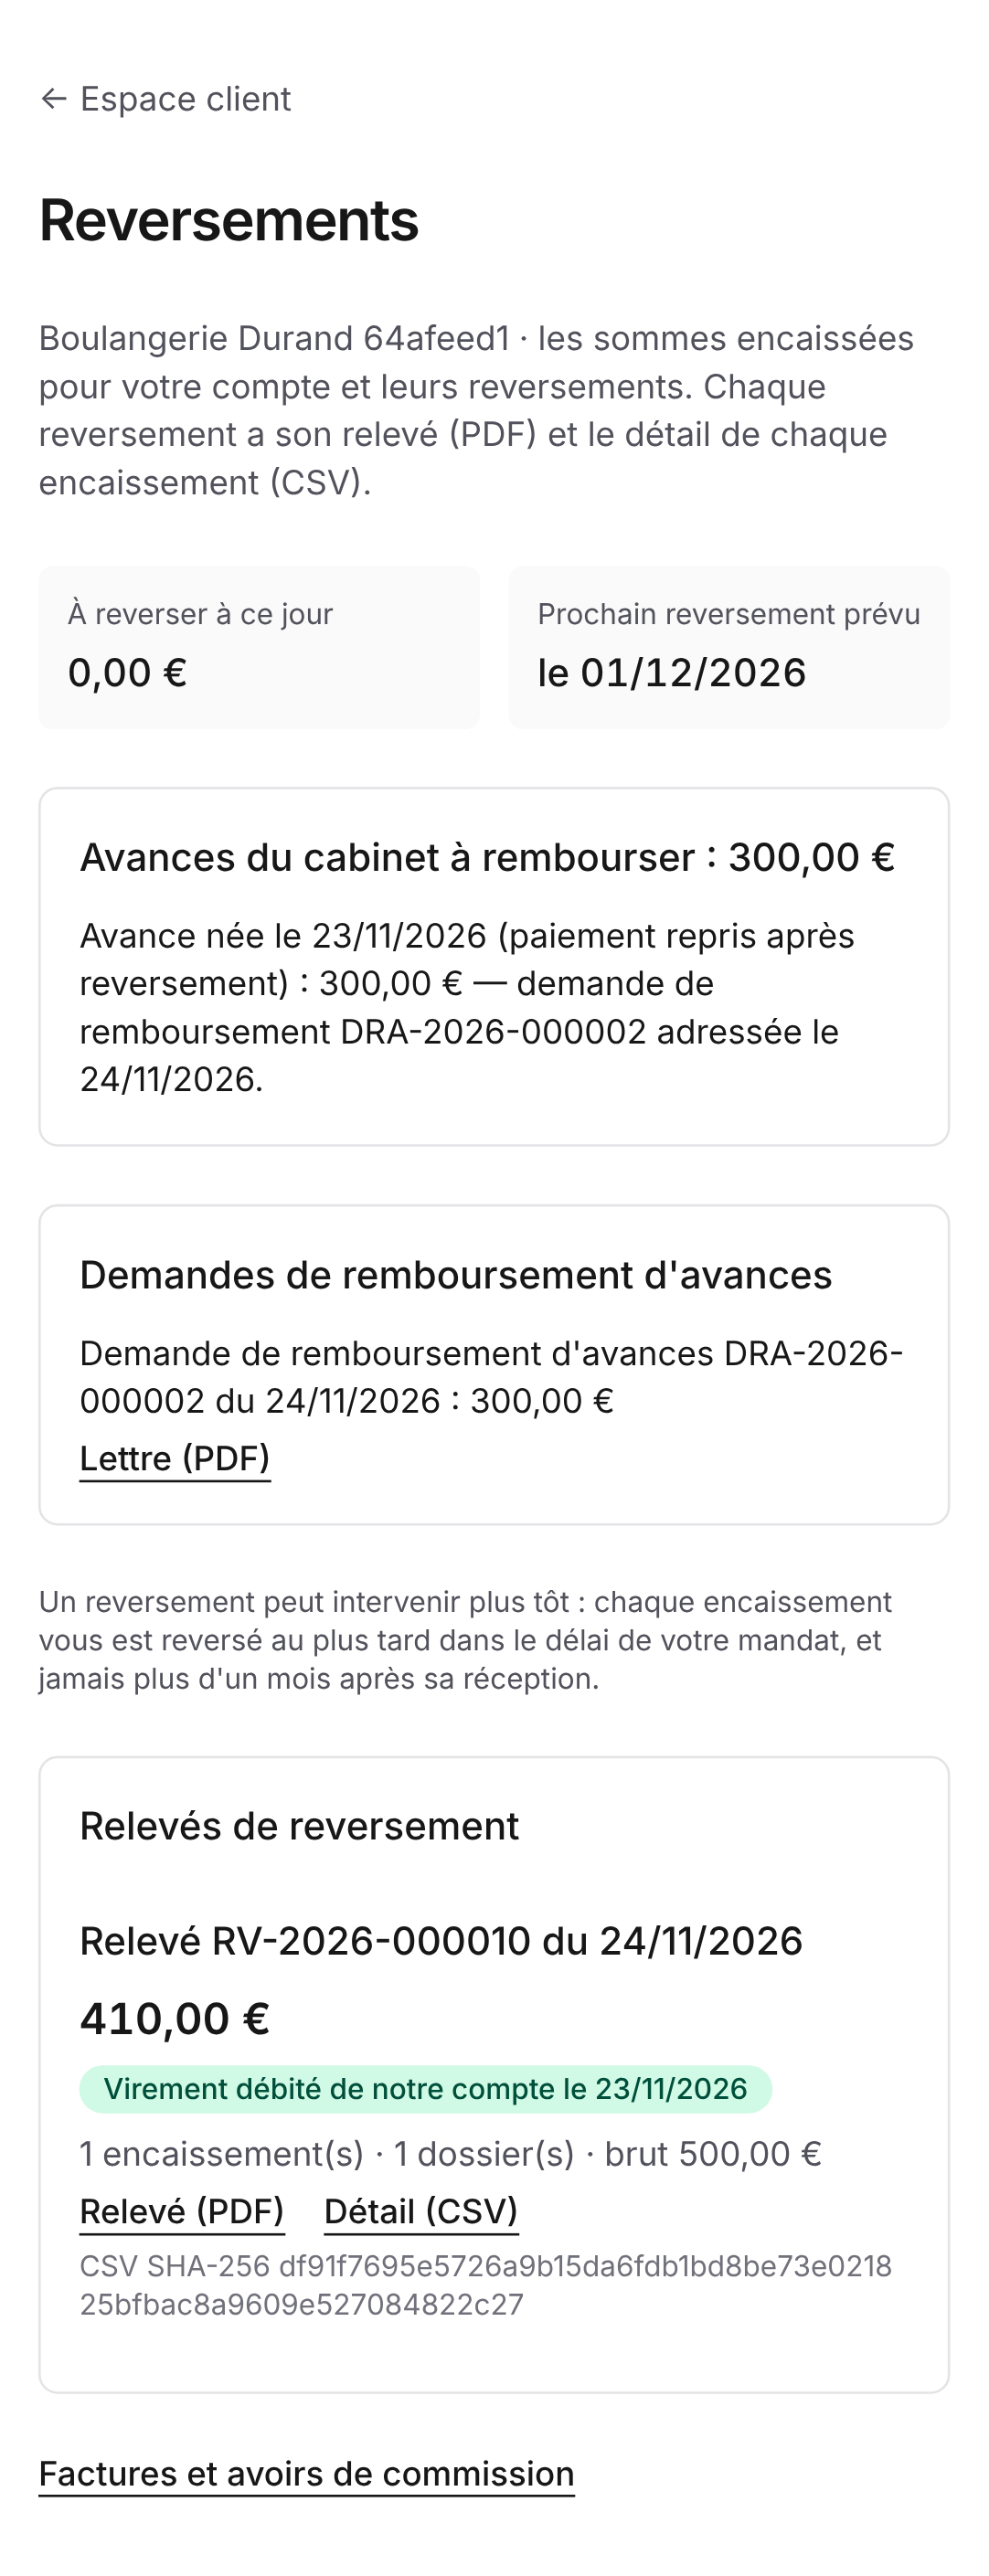 ← Espace client
Reversements
Boulangerie Durand 64afeed1 · les sommes encaissées
pour votre compte et leurs reversements. Chaque
reversement a son relevé (PDF) et le détail de chaque
encaissement (CSV).
À reverser à ce jour
0,00 €
Prochain reversement prévu
le 01/12/2026
Avances du cabinet à rembourser : 300,00 €
Avance née le 23/11/2026 (paiement repris après
reversement) : 300,00 € — demande de
remboursement DRA-2026-000002 adressée le
24/11/2026.
Demandes de remboursement d'avances
Demande de remboursement d'avances DRA-2026-
000002 du 24/11/2026 : 300,00 €
Lettre (PDF)
Un reversement peut intervenir plus tôt : chaque encaissement
vous est reversé au plus tard dans le délai de votre mandat, et
jamais plus d'un mois après sa réception.
Relevés de reversement
Relevé RV-2026-000010 du 24/11/2026
410,00 €
Virement débité de notre compte le 23/11/2026
1 encaissement(s) · 1 dossier(s) · brut 500,00 €
Relevé (PDF) Détail (CSV)
CSV SHA-256 df91f7695e5726a9b15da6fdb1bd8be73e0218
25bfbac8a9609e527084822c27
Factures et avoirs de commission